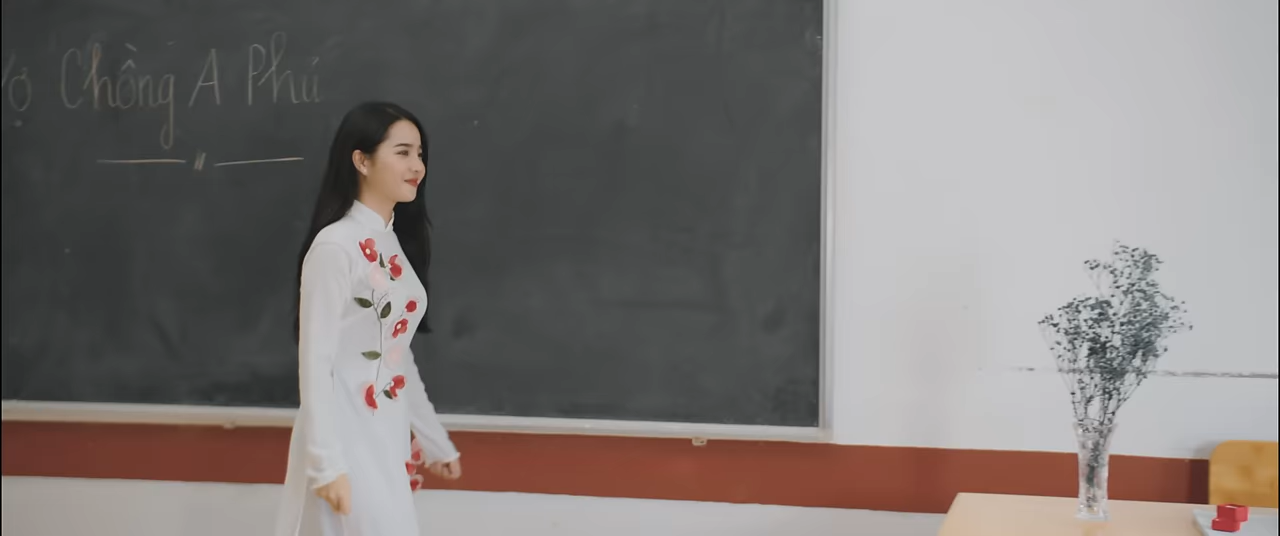 ợ Chồng A Phủ